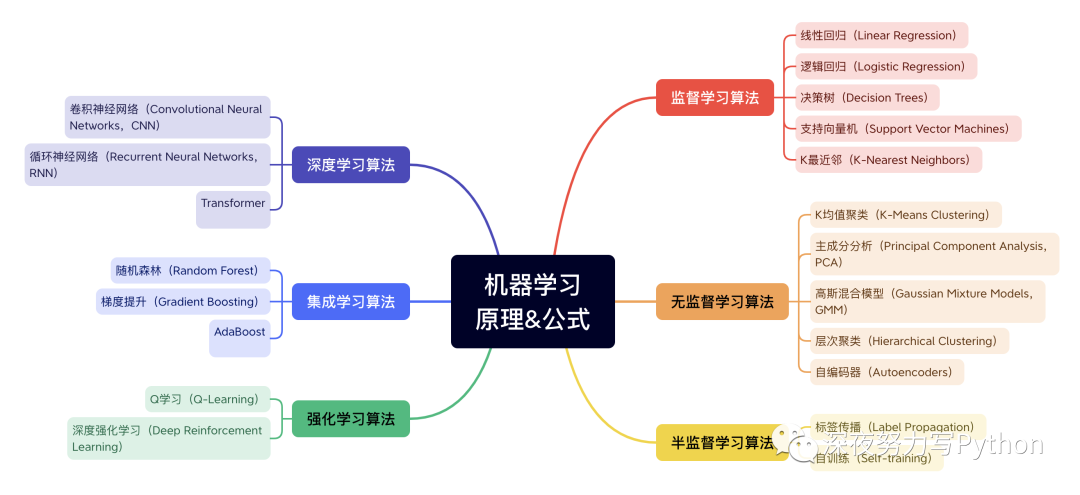 机器学习
原理&公式
监督学习算法
线性回归（Linear Regression）
逻辑回归（Logistic Regression）
决策树（Decision Trees）
支持向量机（Support Vector Machines）
K最近邻（K-Nearest Neighbors）
无监督学习算法
K均值聚类（K-Means Clustering）
主成分分析（Principal Component Analysis,
PCA）
高斯混合模型（Gaussian Mixture Models,
GMM）
层次聚类（Hierarchical Clustering）
自编码器（Autoencoders）
半监督学习算法
标签传播（Label Propagation）
自训练（Self-training）
深度学习算法
卷积神经网络（Convolutional Neural
Networks，CNN）
循环神经网络（Recurrent Neural Networks,
RNN）
Transformer
集成学习算法
随机森林（Random Forest）
梯度提升（Gradient Boosting）
AdaBoost
强化学习算法
Q学习（Q-Learning）
深度强化学习（Deep Reinforcement
Learning）
深夜努力写Python